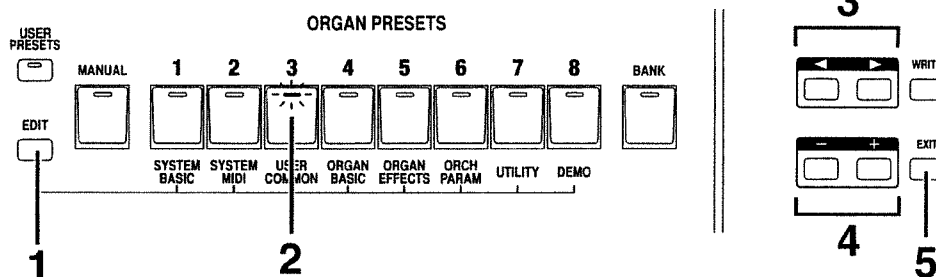 ORGAN PRESETS
USER
PRESETS
MANUAL
1 2 3 4 5 6 7 8
BANK
EDIT
SYSTEM BASIC
SYSTEM MIDI
USER COMMON
ORGAN BASIC
ORGAN EFFECTS
ORCH PARAM
UTILITY
DEMO
1
2
3
◀ ▶
WRIT
− +
EXIT
4
5